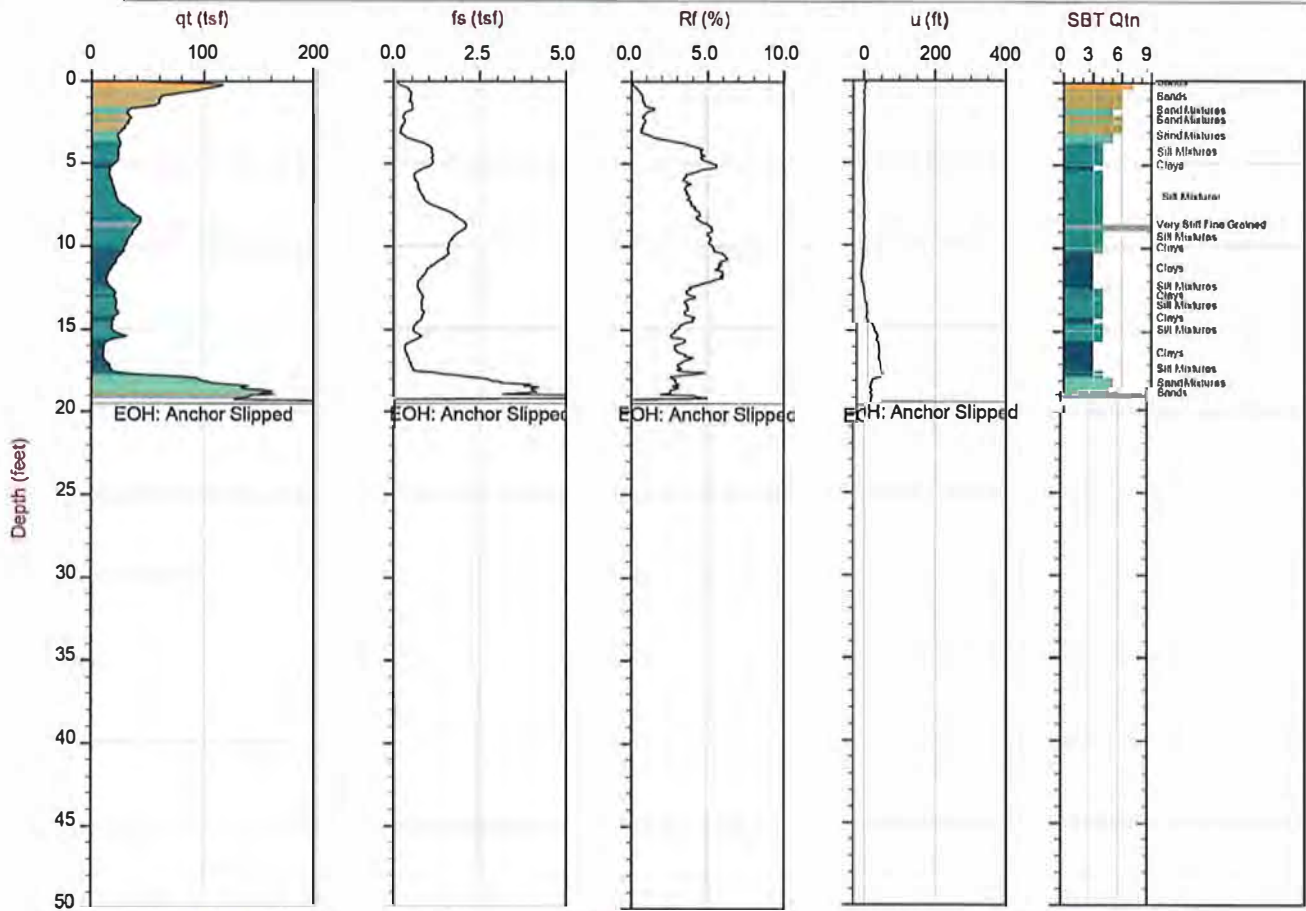 qt (tsf) fs (tsf) Rf (%) u (ft) SBT Qtn
0 100 200 0.0 2.5 5.0 0.0 5.0 10.0 0 200 400 0 3 6 9
Depth (feet)
0
5
10
15
20
25
30
35
40
45
50
Sands
Sands
Sand Mixtures
Sand Mixtures
Sand Mixtures
Silt Mixtures
Clays
Silt Mixtures
Very Stiff Fine Grained
Silt Mixtures
Clays
Clays
Silt Mixtures
Clays
Silt Mixtures
Clays
Silt Mixtures
Clays
Silt Mixtures
Sand Mixtures
Sands
EOH: Anchor Slipped EOH: Anchor Slipped EOH: Anchor Slipped EOH: Anchor Slipped